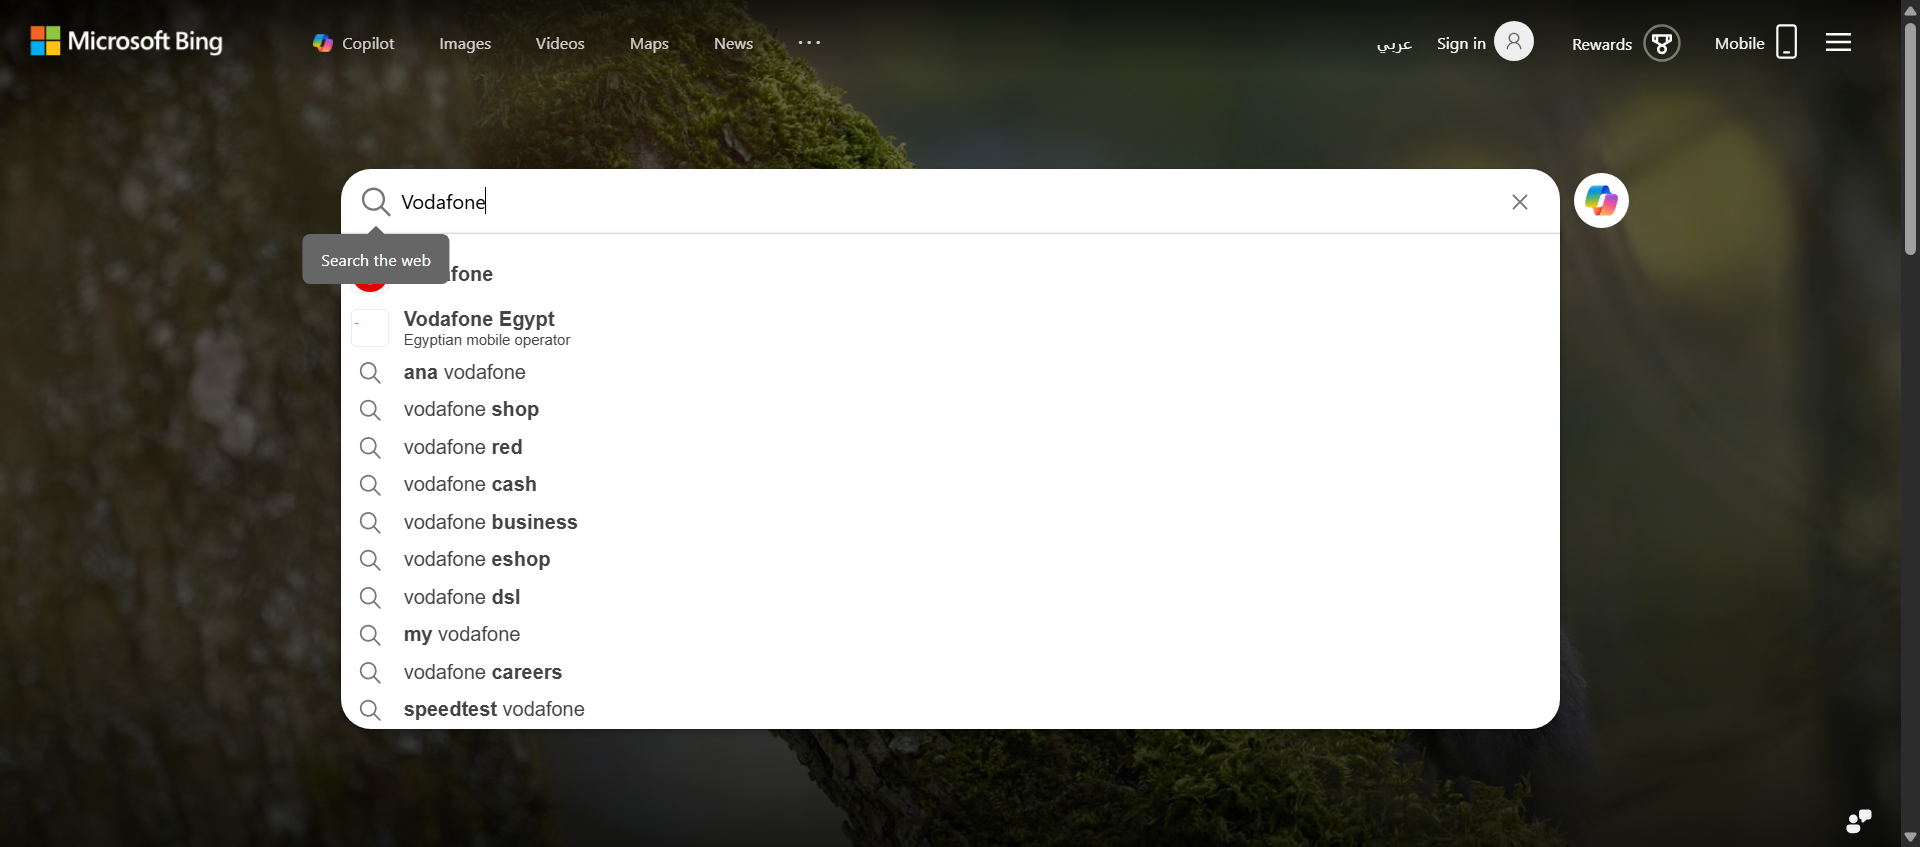 Microsoft Bing
Copilot Images Videos Maps News
عربي Sign in Rewards Mobile
Vodafone
Search the web
fone
Vodafone Egypt
Egyptian mobile operator
ana vodafone
vodafone shop
vodafone red
vodafone cash
vodafone business
vodafone eshop
vodafone dsl
my vodafone
vodafone careers
speedtest vodafone